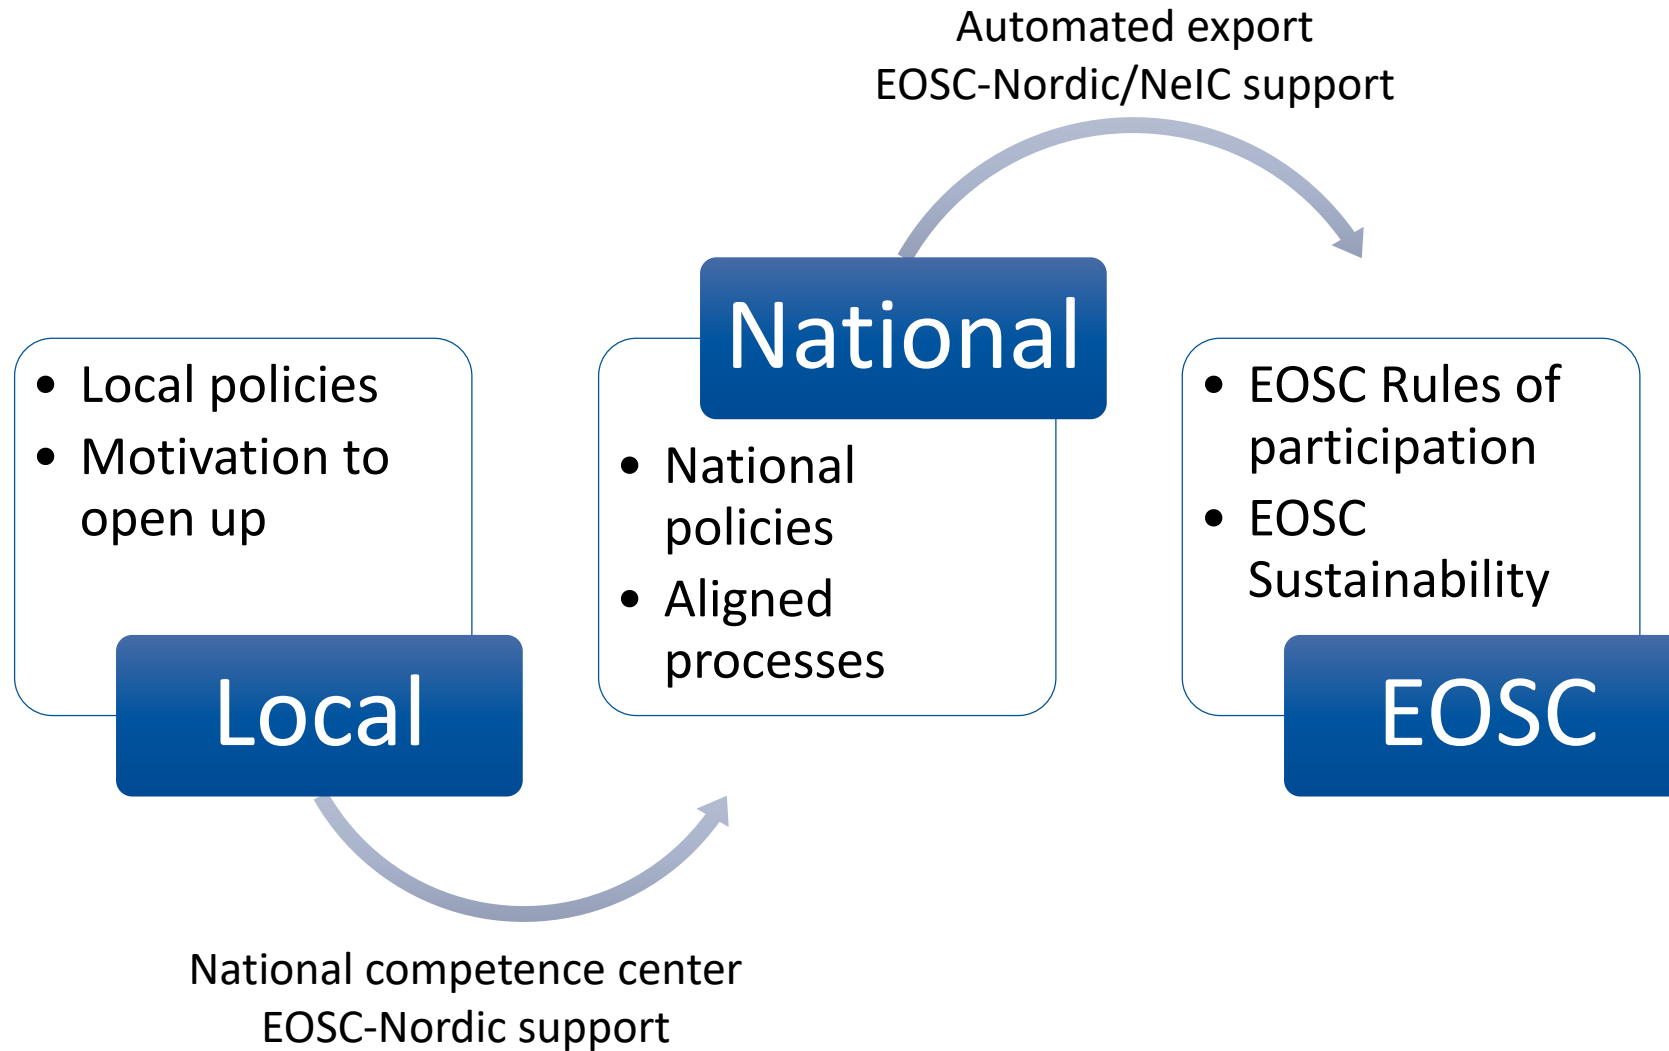 Automated export
EOSC-Nordic/NeIC support
• Local policies
• Motivation to
open up
Local
National competence center
EOSC-Nordic support
National
• National
policies
• Aligned
processes
• EOSC Rules of
participation
• EOSC
Sustainability
EOSC